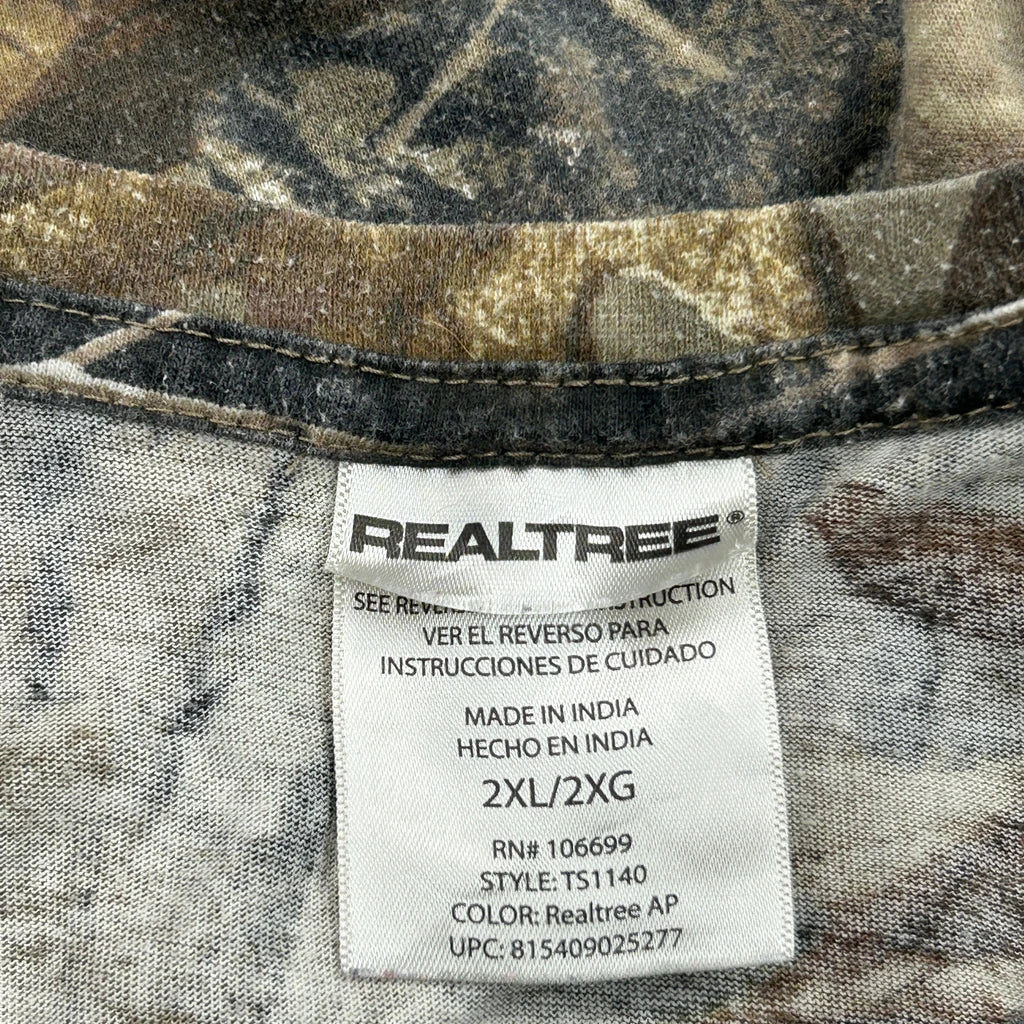 REALTREE®
SEE INSTRUCTION
VER EL REVERSO PARA
INSTRUCCIONES DE CUIDADO
MADE IN INDIA
HECHO EN INDIA
2XL/2XG
RN# 106699
STYLE: TS1140
COLOR: Realtree AP
UPC: 815409025277